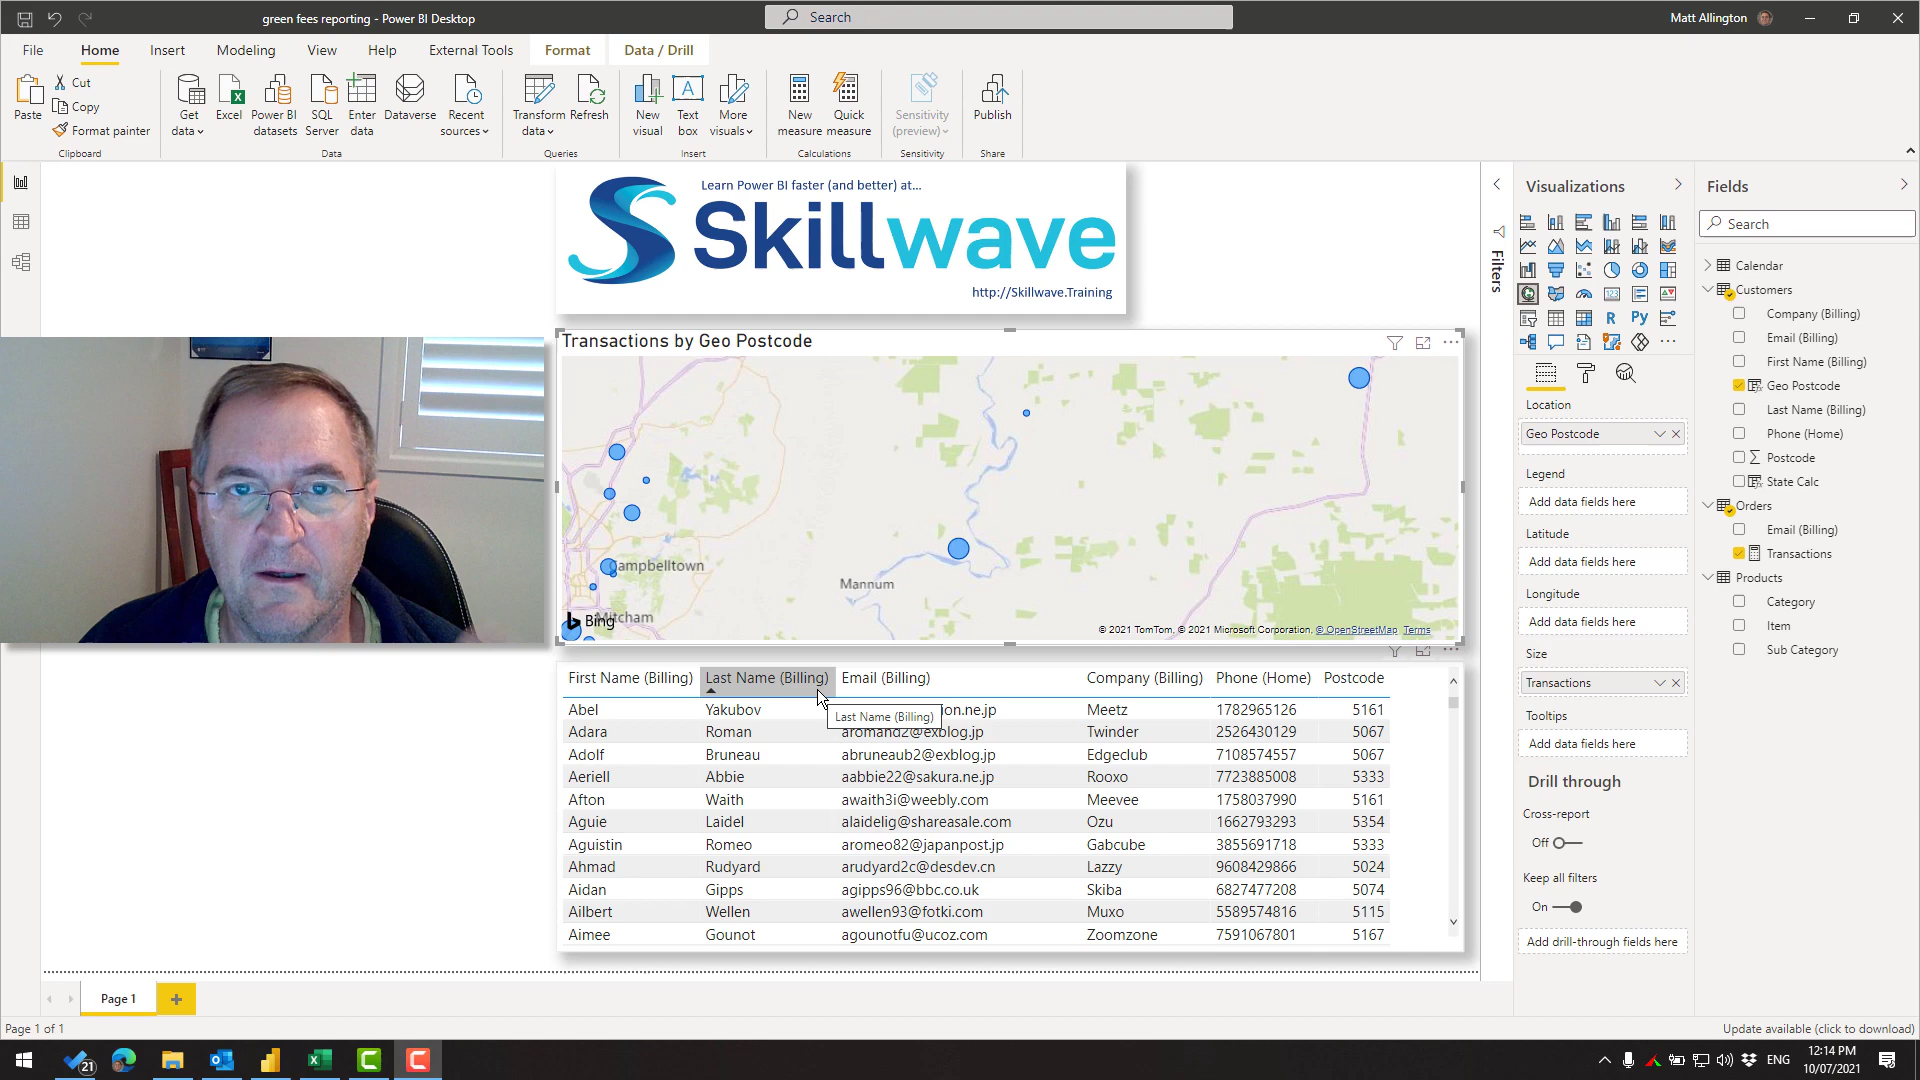 green fees reporting - Power BI Desktop
Search
Matt Allington
File
Home
Insert
Modeling
View
Help
External Tools
Format
Data / Drill
Paste
Cut
Copy
Format painter
Clipboard
Get data
Excel
Power BI datasets
SQL Server
Enter data
Dataverse
Recent sources
Data
Transform data
Refresh
Queries
New visual
Text box
More visuals
Insert
New measure
Quick measure
Calculations
Sensitivity (preview)
Sensitivity
Publish
Share
Learn Power BI faster (and better) at...
Skillwave
http://Skillwave.Training
Transactions by Geo Postcode
Campbelltown
Mannum
Mitcham
Bing
© 2021 TomTom, © 2021 Microsoft Corporation, © OpenStreetMap Terms
First Name (Billing) Last Name (Billing) Email (Billing) Company (Billing) Phone (Home) Postcode
Last Name (Billing)
Abel Yakubov ion.ne.jp Meetz 1782965126 5161
Adara Roman aromand2@exblog.jp Twinder 2526430129 5067
Adolf Bruneau abruneaub2@exblog.jp Edgeclub 7108574557 5067
Aeriell Abbie aabbie22@sakura.ne.jp Rooxo 7723885008 5333
Afton Waith awaith3i@weebly.com Meevee 1758037990 5161
Aguie Laidel alaidelig@shareasale.com Ozu 1662793293 5354
Aguistin Romeo aromeo82@japanpost.jp Gabcube 3855691718 5333
Ahmad Rudyard arudyard2c@desdev.cn Lazzy 9608429866 5024
Aidan Gipps agipps96@bbc.co.uk Skiba 6827477208 5074
Ailbert Wellen awellen93@fotki.com Muxo 5589574816 5115
Aimee Gounot agounotfu@ucoz.com Zoomzone 7591067801 5167
Filters
Visualizations
R
Py
123
Location
Geo Postcode
Legend
Add data fields here
Latitude
Add data fields here
Longitude
Add data fields here
Size
Transactions
Tooltips
Add data fields here
Drill through
Cross-report
Off
Keep all filters
On
Add drill-through fields here
Fields
Search
Calendar
Customers
Company (Billing)
Email (Billing)
First Name (Billing)
Geo Postcode
Last Name (Billing)
Phone (Home)
Postcode
State Calc
Orders
Email (Billing)
Transactions
Products
Category
Item
Sub Category
Page 1
Page 1 of 1
Update available (click to download)
21
ENG
12:14 PM
10/07/2021